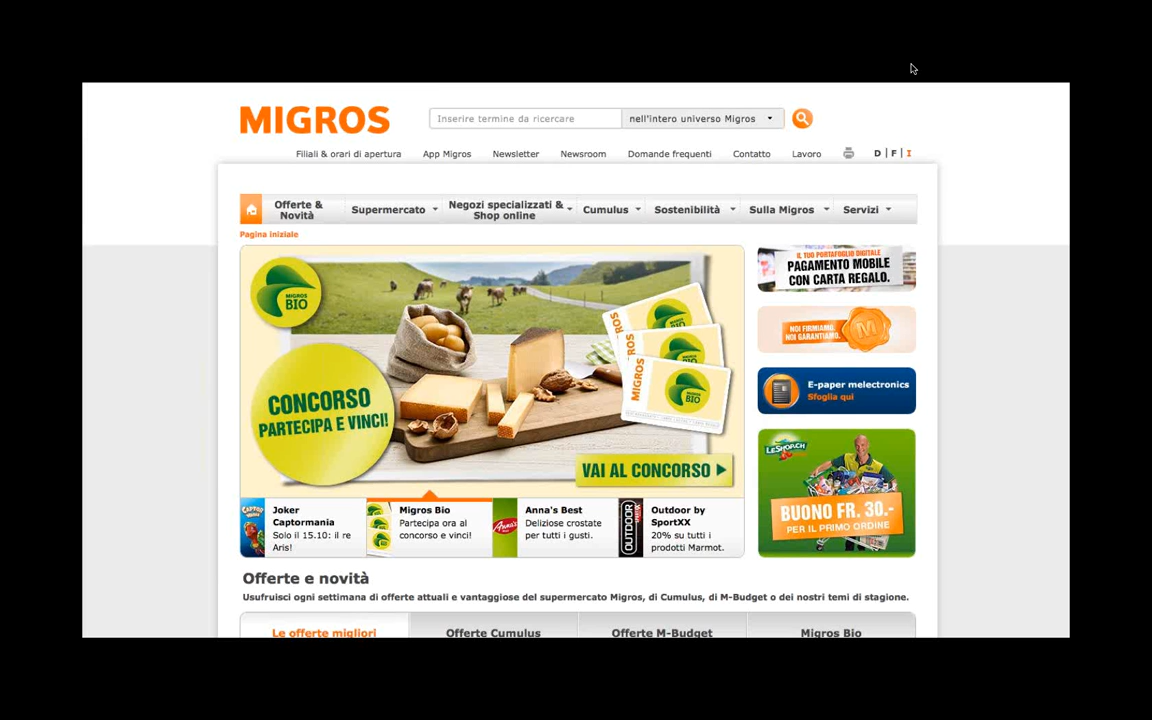 MIGROS
Inserire termine da ricercare
nell'intero universo Migros
Filiali & orari di apertura
App Migros
Newsletter
Newsroom
Domande frequenti
Contatto
Lavoro
D | F | I
Offerte &
Novità
Supermercato
Negozi specializzati &
Shop online
Cumulus
Sostenibilità
Sulla Migros
Servizi
Pagina iniziale
MIGROS
BIO
CONCORSO
PARTECIPA E VINCI!
MIGROS
BIO
VAI AL CONCORSO
IL TUO PORTAFOGLIO DIGITALE
PAGAMENTO MOBILE
CON CARTA REGALO.
NOI FIRMIAMO.
NOI GARANTIAMO.
M
E-paper melectronics
Sfoglia qui
LESHOP.CH
BUONO FR. 30.-
PER IL PRIMO ORDINE
Joker
Captormania
Solo il 15.10: il re
Aris!
Migros Bio
Partecipa ora al
concorso e vinci!
Anna's
Anna's Best
Deliziose crostate
per tutti i gusti.
OUTDOOR
Outdoor by
SportXX
20% su tutti i
prodotti Marmot.
Offerte e novità
Usufruisci ogni settimana di offerte attuali e vantaggiose del supermercato Migros, di Cumulus, di M-Budget o dei nostri temi di stagione.
Le offerte migliori
Offerte Cumulus
Offerte M-Budget
Migros Bio